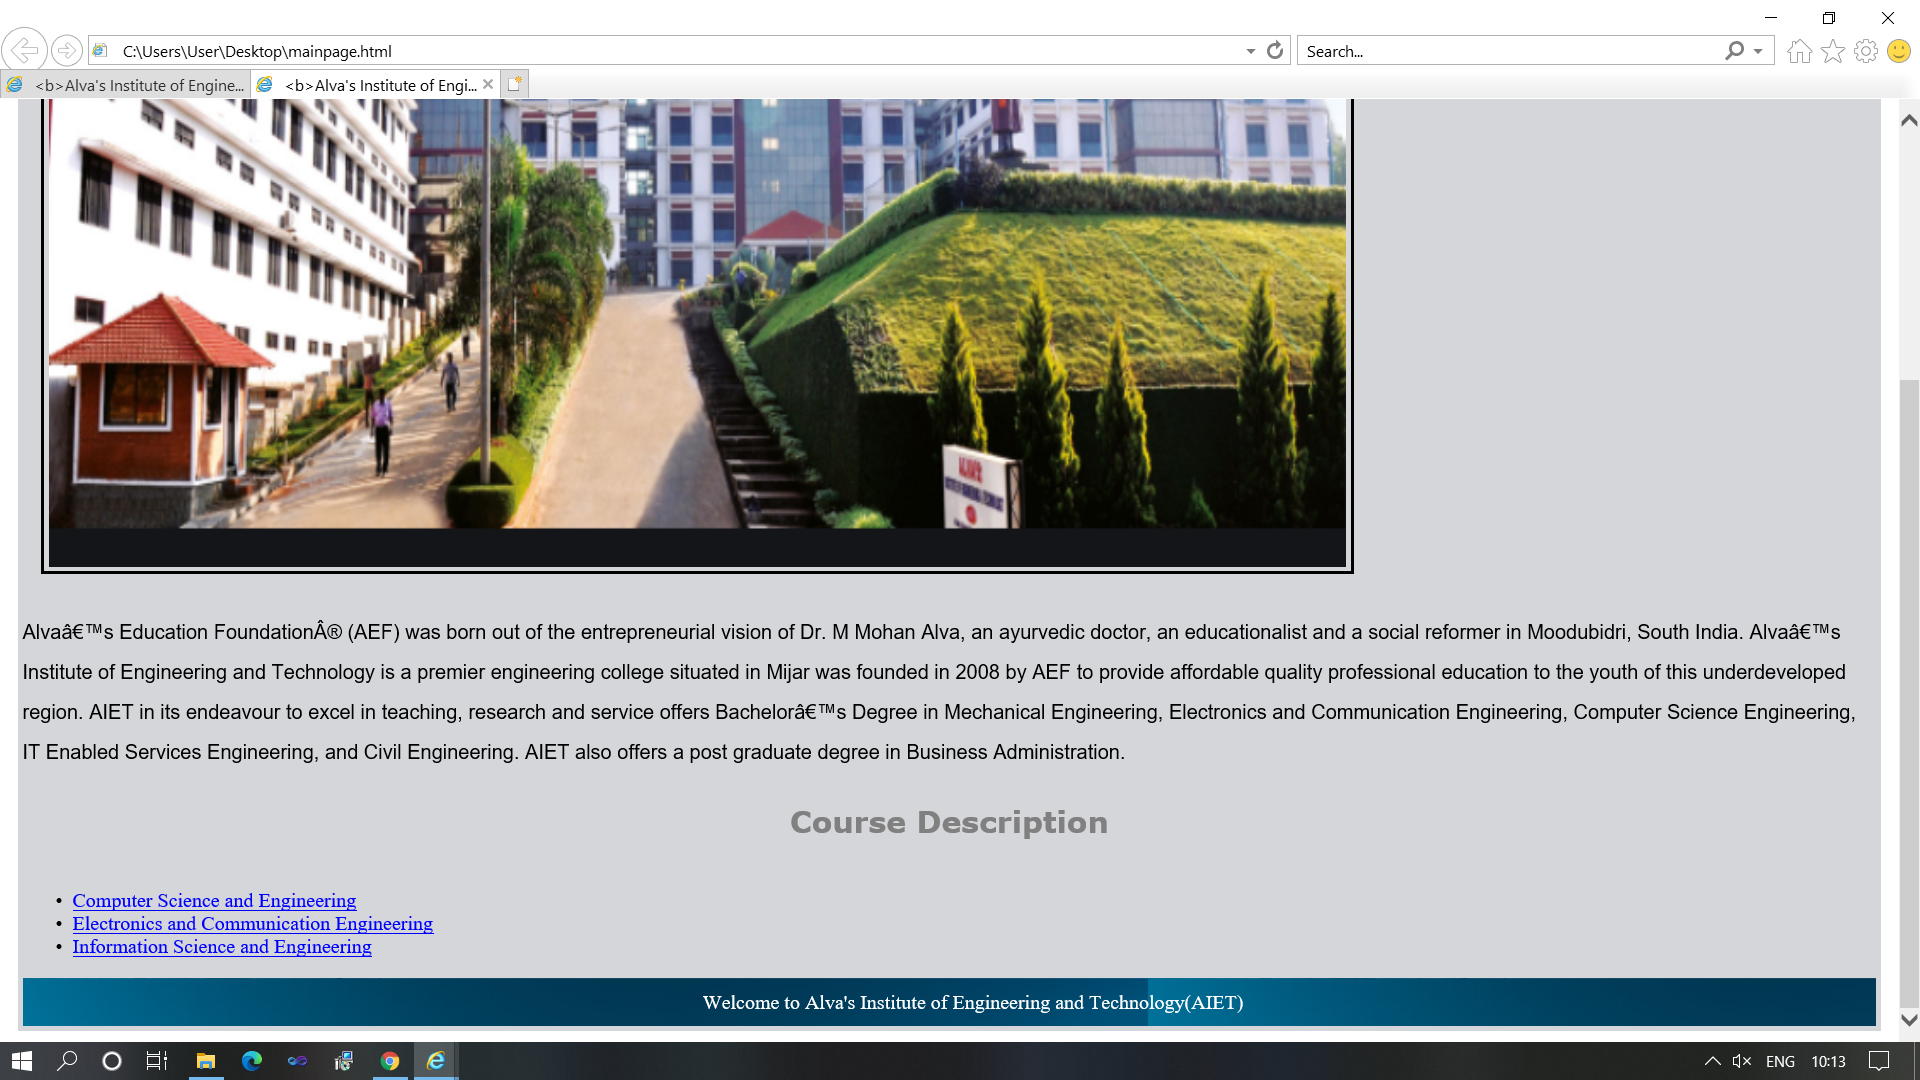 C:\Users\User\Desktop\mainpage.html
Search...
<b>Alva's Institute of Engine...
<b>Alva's Institute of Engi...
Alvaâ€™s Education FoundationÂ® (AEF) was born out of the entrepreneurial vision of Dr. M Mohan Alva, an ayurvedic doctor, an educationalist and a social reformer in Moodubidri, South India. Alvaâ€™s
Institute of Engineering and Technology is a premier engineering college situated in Mijar was founded in 2008 by AEF to provide affordable quality professional education to the youth of this underdeveloped
region. AIET in its endeavour to excel in teaching, research and service offers Bachelorâ€™s Degree in Mechanical Engineering, Electronics and Communication Engineering, Computer Science Engineering,
IT Enabled Services Engineering, and Civil Engineering. AIET also offers a post graduate degree in Business Administration.
Course Description
• Computer Science and Engineering
• Electronics and Communication Engineering
• Information Science and Engineering
Welcome to Alva's Institute of Engineering and Technology(AIET)
ENG 10:13